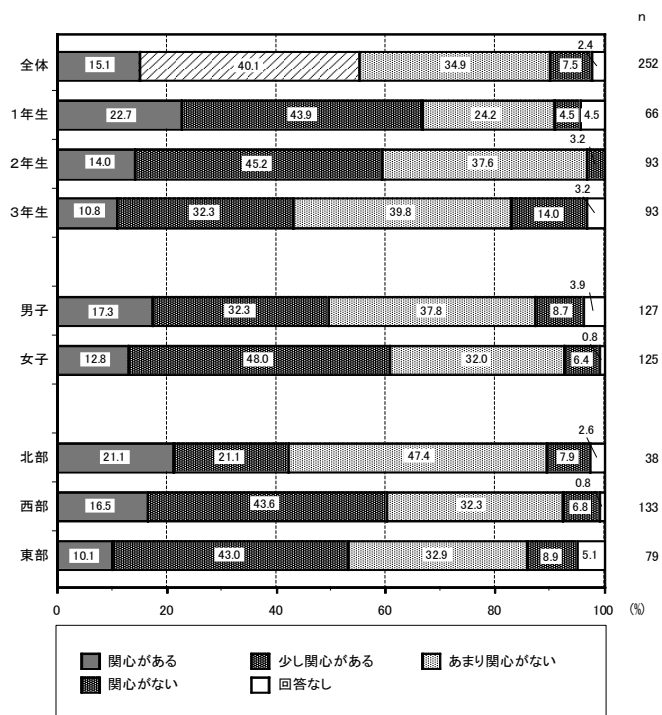 n
2.4
全体 15.1 40.1 34.9 7.5 252
1年生 22.7 43.9 24.2 4.5 4.5 66
3.2
2年生 14.0 45.2 37.6 93
3.2
3年生 10.8 32.3 39.8 14.0 93
3.9
男子 17.3 32.3 37.8 8.7 127
0.8
女子 12.8 48.0 32.0 6.4 125
2.6
北部 21.1 21.1 47.4 7.9 38
0.8
西部 16.5 43.6 32.3 6.8 133
東部 10.1 43.0 32.9 8.9 5.1 79
0 20 40 60 80 100 (%)
関心がある 少し関心がある あまり関心がない
関心がない 回答なし